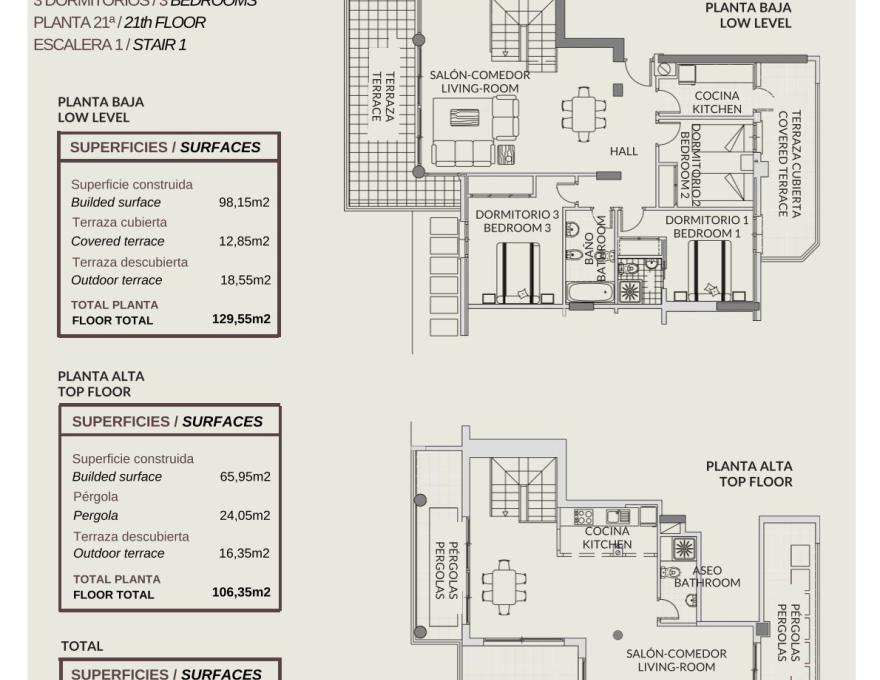 3 DORMITORIOS / 3 BEDROOMS
PLANTA 21ª / 21th FLOOR
ESCALERA 1 / STAIR 1
PLANTA BAJA
LOW LEVEL
SUPERFICIES / SURFACES
Superficie construida
Builded surface 98,15m2
Terraza cubierta
Covered terrace 12,85m2
Terraza descubierta
Outdoor terrace 18,55m2
TOTAL PLANTA
FLOOR TOTAL 129,55m2
PLANTA ALTA
TOP FLOOR
SUPERFICIES / SURFACES
Superficie construida
Builded surface 65,95m2
Pérgola
Pergola 24,05m2
Terraza descubierta
Outdoor terrace 16,35m2
TOTAL PLANTA
FLOOR TOTAL 106,35m2
TOTAL
SUPERFICIES / SURFACES
PLANTA BAJA
LOW LEVEL
TERRAZA
TERRACE
SALÓN-COMEDOR
LIVING-ROOM
COCINA
KITCHEN
HALL
DORMITORIO 2
BEDROOM 2
TERRAZA CUBIERTA
COVERED TERRACE
DORMITORIO 3
BEDROOM 3
BAÑO
BATHROOM
DORMITORIO 1
BEDROOM 1
PLANTA ALTA
TOP FLOOR
PÉRGOLAS
PERGOLAS
COCINA
KITCHEN
ASEO
BATHROOM
PÉRGOLAS
PERGOLAS
SALÓN-COMEDOR
LIVING-ROOM